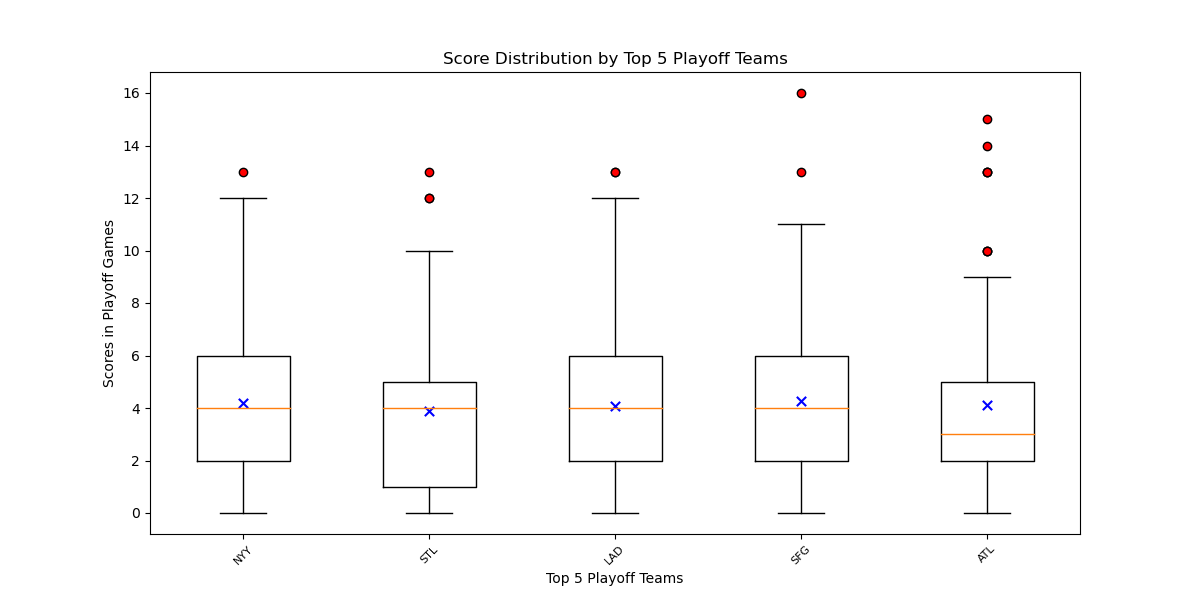 Score Distribution by Top 5 Playoff Teams
Scores in Playoff Games
16
14
12
10
8
6
4
2
0
NYY
STL
LAD
SFG
ATL
Top 5 Playoff Teams